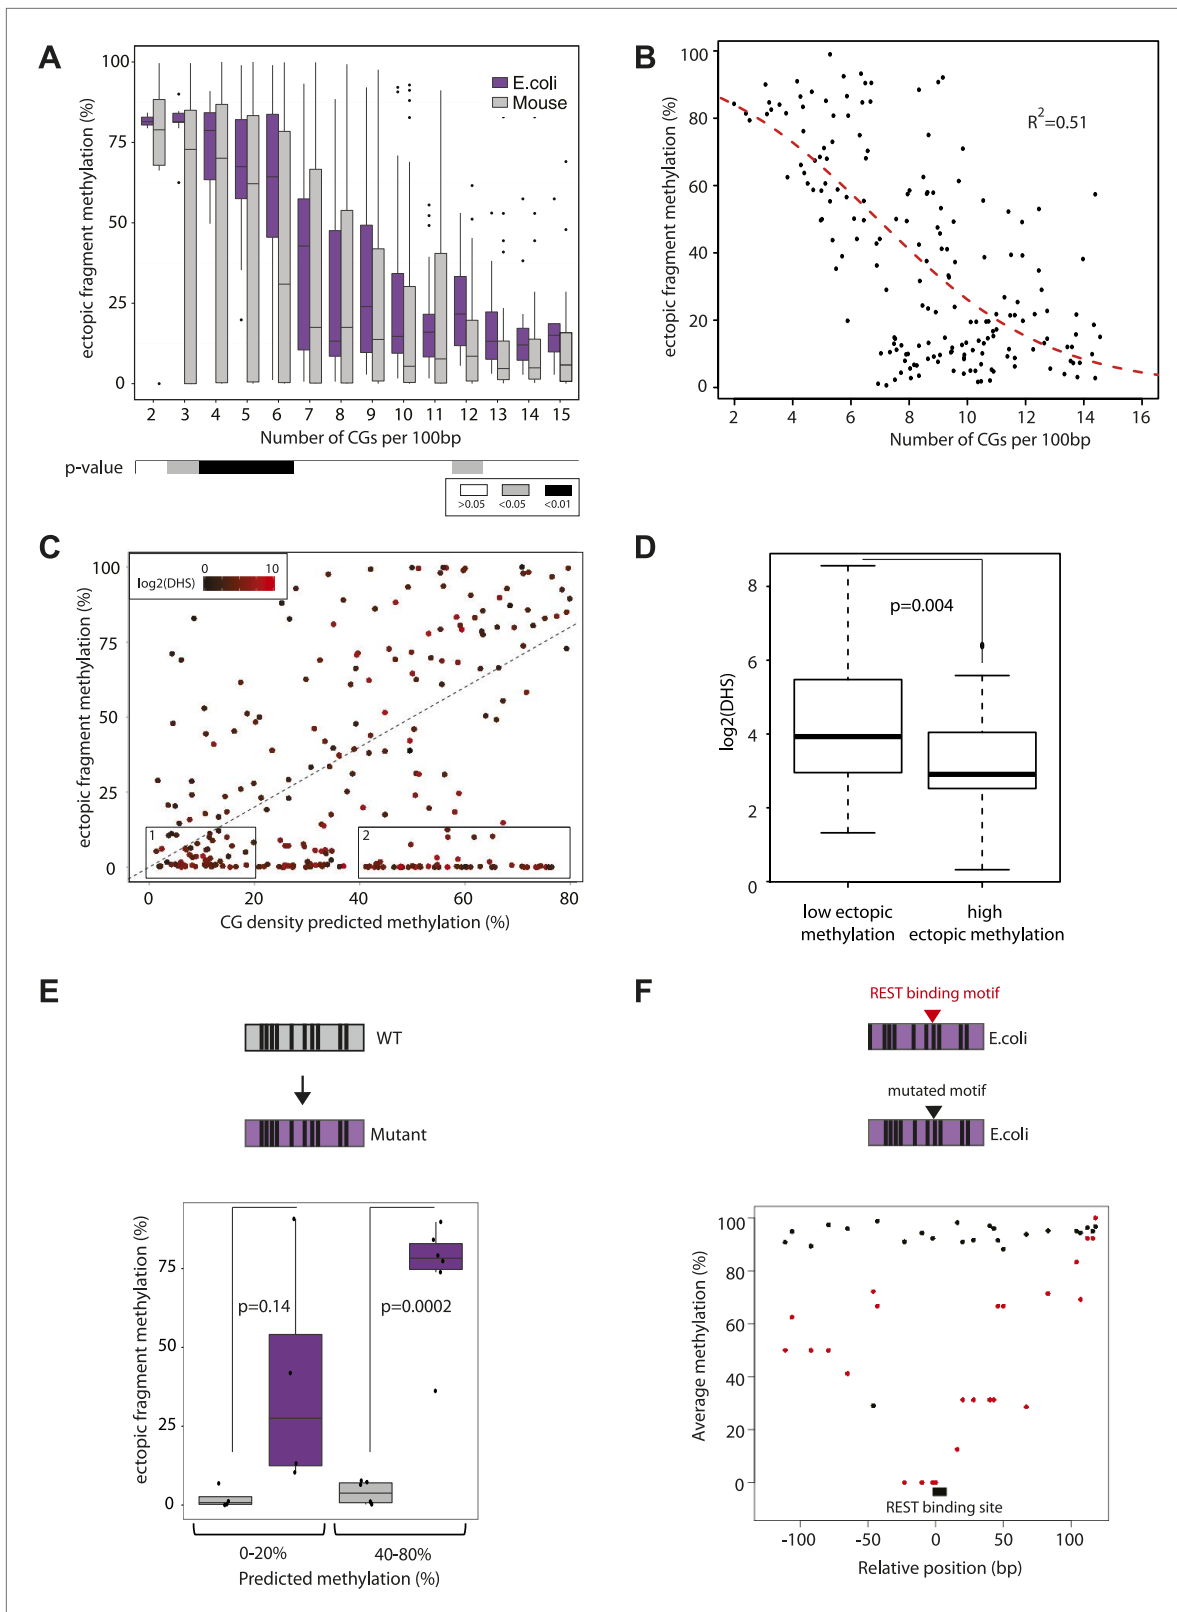 A
ectopic fragment methylation (%)
100
75
50
25
0
E.coli
Mouse
2 3 4 5 6 7 8 9 10 11 12 13 14 15
Number of CGs per 100bp
p-value
>0.05 <0.05 <0.01
B
ectopic fragment methylation (%)
100
80
60
40
20
0
R²=0.51
2 4 6 8 10 12 14 16
Number of CGs per 100bp
C
ectopic fragment methylation (%)
100
75
50
25
0
0 10
log2(DHS)
1
2
0 20 40 60 80
CG density predicted methylation (%)
D
log2(DHS)
8
6
4
2
0
p=0.004
low ectopic
methylation
high
ectopic methylation
E
WT
Mutant
ectopic fragment methylation (%)
75
50
25
0
p=0.14
p=0.0002
0-20%
40-80%
Predicted methylation (%)
F
REST binding motif
E.coli
mutated motif
E.coli
Average methylation (%)
100
80
60
40
20
0
REST binding site
-100 -50 0 50 100
Relative position (bp)